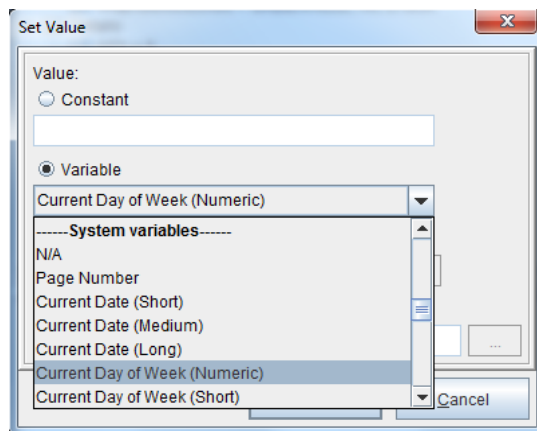 Set Value
Value:
Constant
Variable
Current Day of Week (Numeric)
------System variables------
N/A
Page Number
Current Date (Short)
Current Date (Medium)
Current Date (Long)
Current Day of Week (Numeric)
Current Day of Week (Short)
...
Cancel